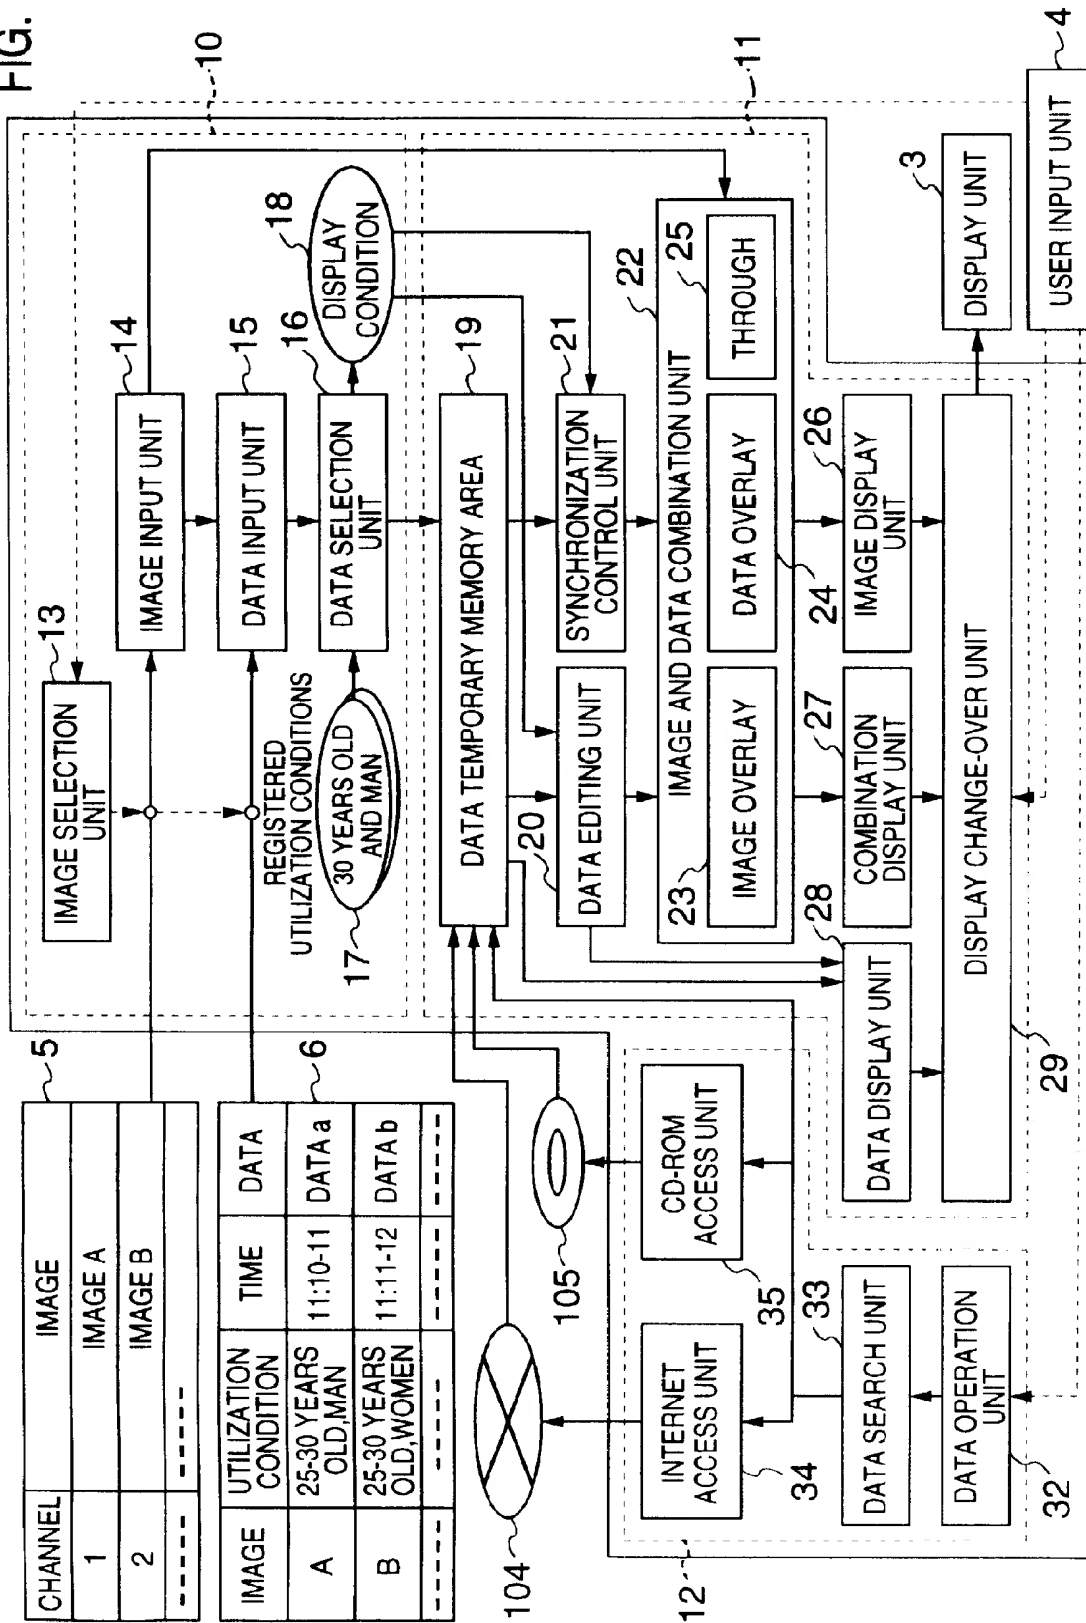 FIG.
10
11
4
CHANNEL IMAGE
1 IMAGE A
2 IMAGE B
5
IMAGE UTILIZATION CONDITION TIME DATA
A 25-30 YEARS OLD,MAN 11:10-11 DATA a
B 25-30 YEARS OLD,WOMEN 11:11-12 DATA b
6
IMAGE SELECTION
UNIT
13
IMAGE INPUT UNIT
14
DATA INPUT UNIT
15
REGISTERED
UTILIZATION CONDITIONS
30 YEARS OLD
AND MAN
17
DATA SELECTION
UNIT
16
DISPLAY
CONDITION
18
104
105
DATA TEMPORARY MEMORY AREA
19
20
DATA EDITING UNIT
SYNCHRONIZATION
CONTROL UNIT
21
IMAGE AND DATA COMBINATION UNIT
22
23
IMAGE OVERLAY
DATA OVERLAY
24
THROUGH
25
12
INTERNET
ACCESS UNIT
34
CD-ROM
ACCESS UNIT
35
DATA SEARCH UNIT
33
DATA OPERATION
UNIT
32
DATA DISPLAY UNIT
28
COMBINATION
DISPLAY UNIT
27
IMAGE DISPLAY
UNIT
26
DISPLAY CHANGE-OVER UNIT
29
DISPLAY UNIT
3
USER INPUT UNIT